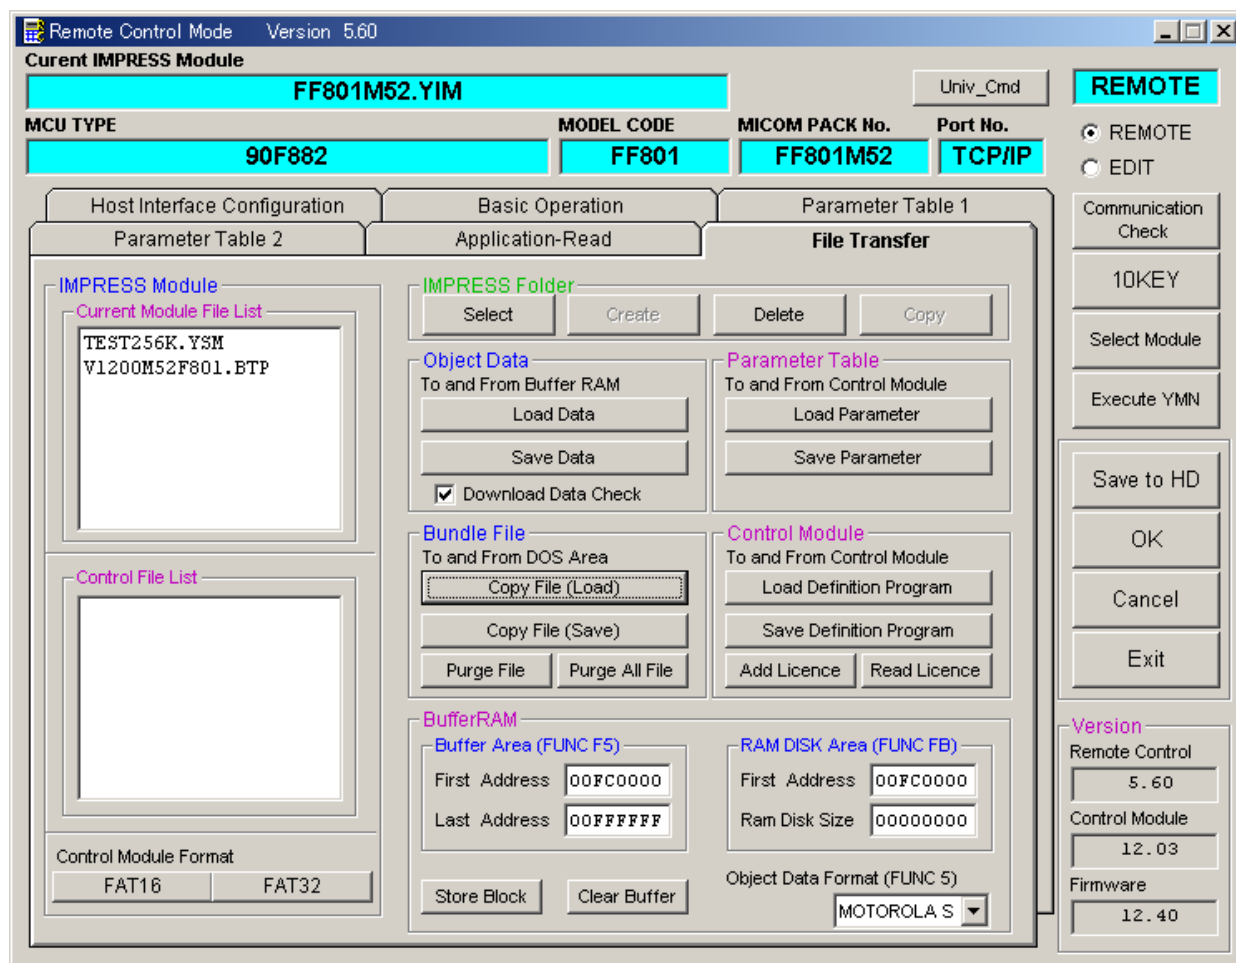 Remote Control Mode Version 5.60
Curent IMPRESS Module
FF801M52.YIM
Univ_Cmd
REMOTE
MCU TYPE
MODEL CODE
MICOM PACK No.
Port No.
90F882
FF801
FF801M52
TCP/IP
REMOTE
EDIT
Host Interface Configuration
Basic Operation
Parameter Table 1
Parameter Table 2
Application-Read
File Transfer
Communication
Check
10KEY
Select Module
Execute YMN
Save to HD
OK
Cancel
Exit
IMPRESS Module
Current Module File List
TEST256K.YSM
V1200M52F801.BTP
Control File List
Control Module Format
FAT16
FAT32
IMPRESS Folder
Select
Create
Delete
Copy
Object Data
To and From Buffer RAM
Load Data
Save Data
Download Data Check
Parameter Table
To and From Control Module
Load Parameter
Save Parameter
Bundle File
To and From DOS Area
Copy File (Load)
Copy File (Save)
Purge File
Purge All File
Control Module
To and From Control Module
Load Definition Program
Save Definition Program
Add Licence
Read Licence
BufferRAM
Buffer Area (FUNC F5)
First Address 00FC0000
Last Address 00FFFFFF
RAM DISK Area (FUNC FB)
First Address 00FC0000
Ram Disk Size 00000000
Store Block
Clear Buffer
Object Data Format (FUNC 5)
MOTOROLA S
Version
Remote Control
5.60
Control Module
12.03
Firmware
12.40